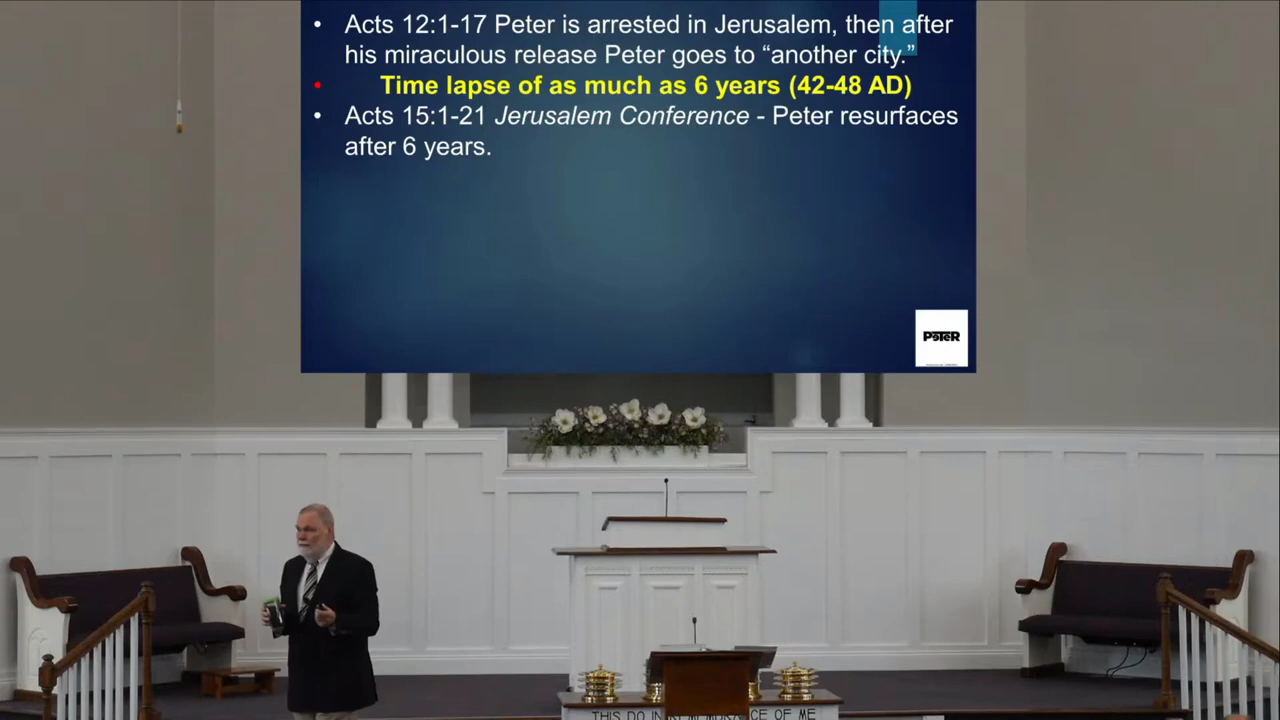 • Acts 12:1-17 Peter is arrested in Jerusalem, then after
his miraculous release Peter goes to “another city.”
• Time lapse of as much as 6 years (42-48 AD)
• Acts 15:1-21 Jerusalem Conference - Peter resurfaces
after 6 years.
PeTeR
THIS DO IN OF ME